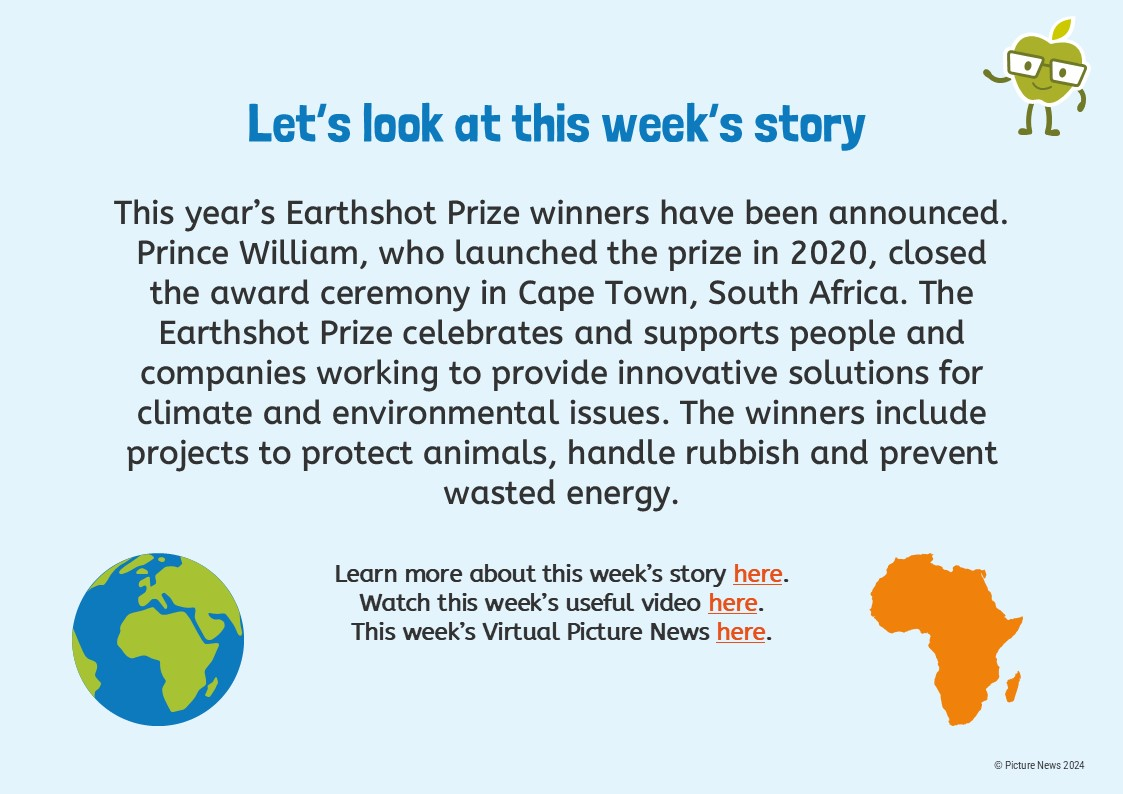 Let's look at this week's story
This year's Earthshot Prize winners have been announced.
Prince William, who launched the prize in 2020, closed
the award ceremony in Cape Town, South Africa. The
Earthshot Prize celebrates and supports people and
companies working to provide innovative solutions for
climate and environmental issues. The winners include
projects to protect animals, handle rubbish and prevent
wasted energy.
Learn more about this week's story here.
Watch this week's useful video here.
This week's Virtual Picture News here.
© Picture News 2024